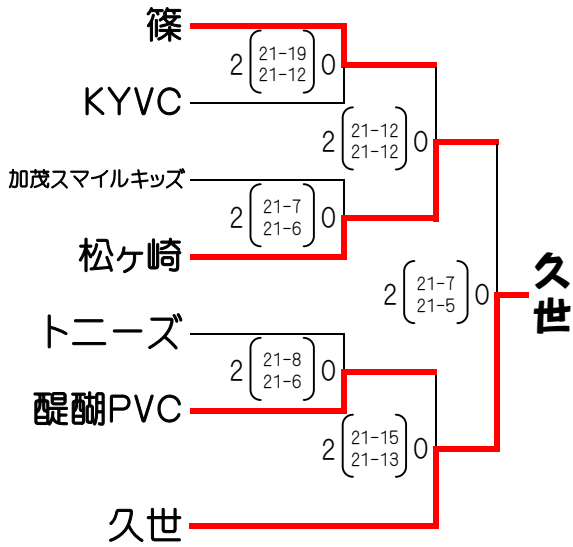 篠
2 21-19 0
21-12
KYVC
2 21-12 0
21-12
加茂スマイルキッズ
2 21-7 0
21-6
松ヶ崎
2 21-7 0
21-5
久世
トニーズ
2 21-8 0
21-6
醍醐PVC
2 21-15 0
21-13
久世